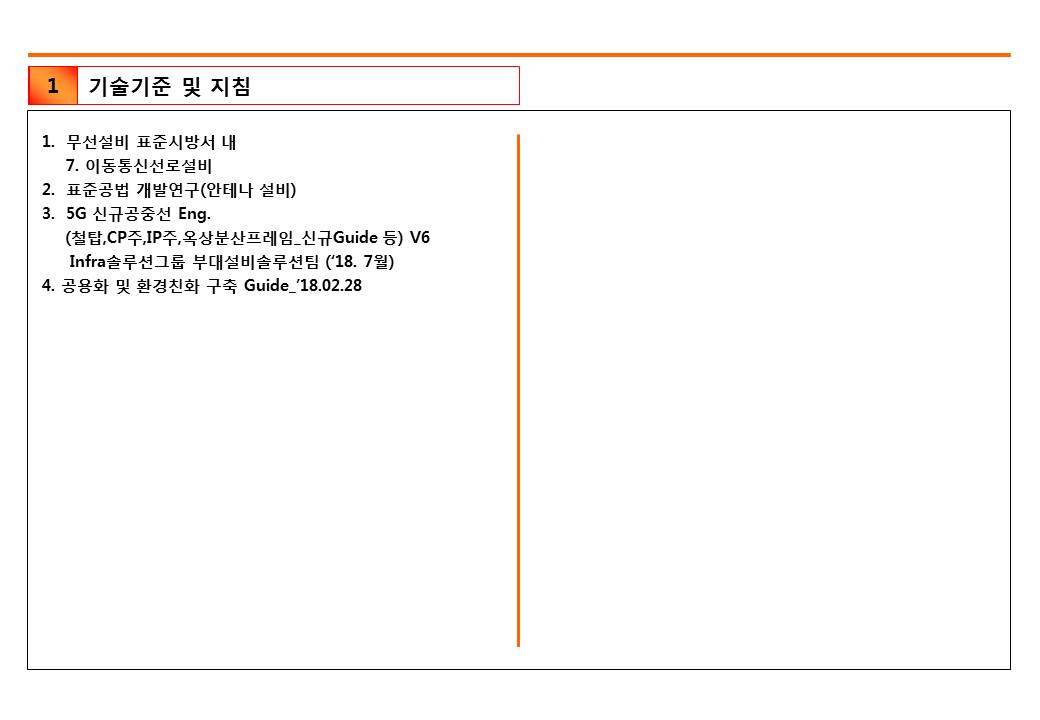 1 기술기준 및 지침
1. 무선설비 표준시방서 내
7. 이동통신선로설비
2. 표준공법 개발연구(안테나 설비)
3. 5G 신규공중선 Eng.
(철탑,CP주,IP주,옥상분산프레임_신규Guide 등) V6
Infra솔루션그룹 부대설비솔루션팀 (‘18. 7월)
4. 공용화 및 환경친화 구축 Guide_’18.02.28